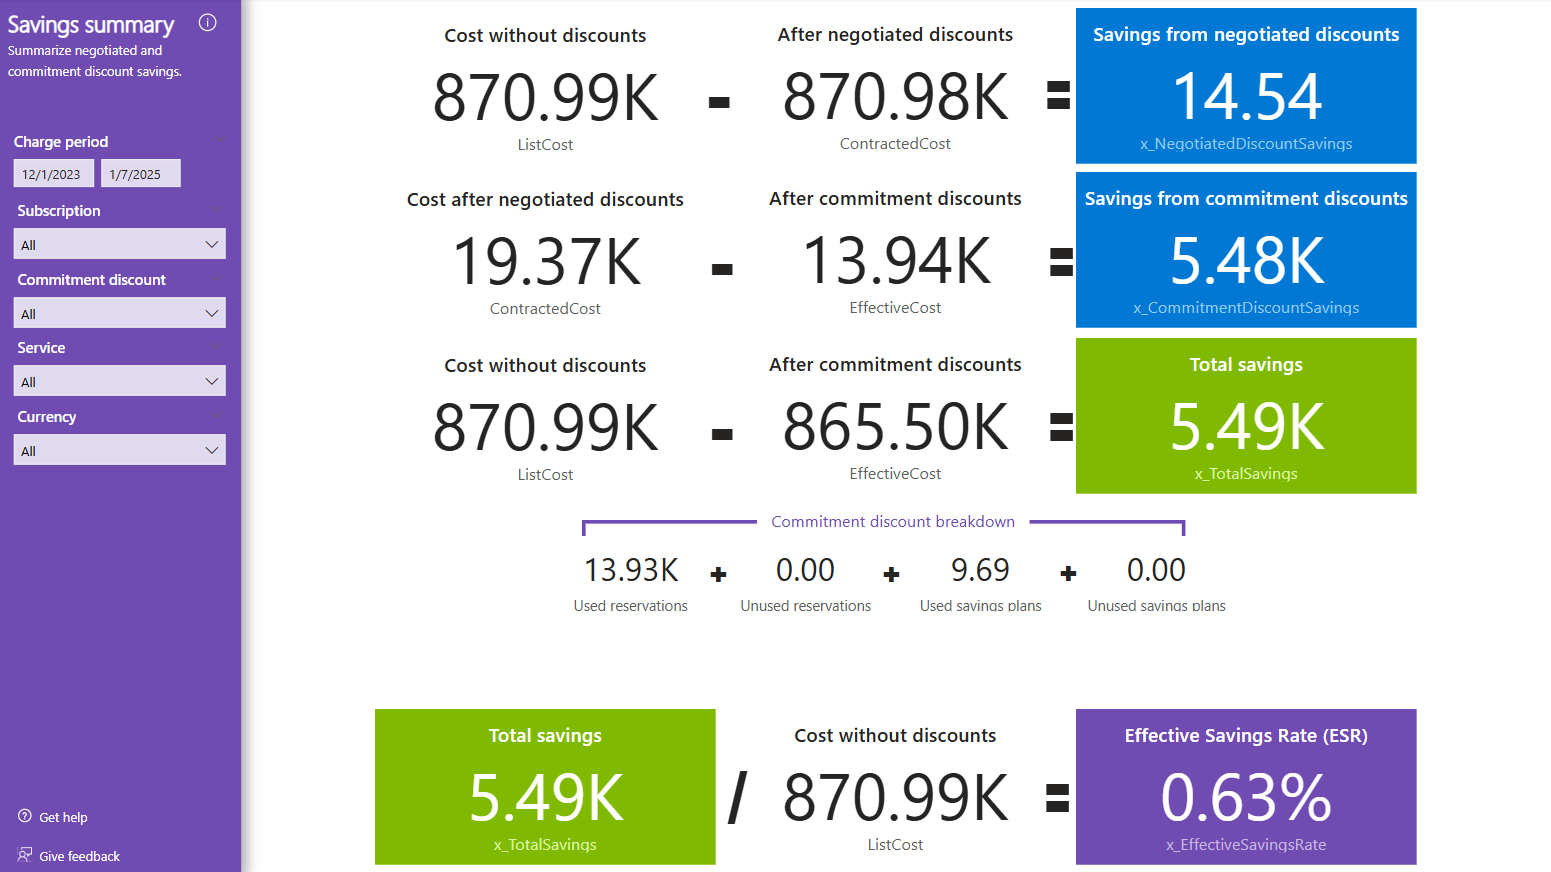 Savings summary
Summarize negotiated and
commitment discount savings.
Charge period
12/1/2023 1/7/2025
Subscription
All
Commitment discount
All
Service
All
Currency
All
Get help
Give feedback
Cost without discounts
870.99K
ListCost
-
After negotiated discounts
870.98K
ContractedCost
=
Savings from negotiated discounts
14.54
x_NegotiatedDiscountSavings
Cost after negotiated discounts
19.37K
ContractedCost
-
After commitment discounts
13.94K
EffectiveCost
=
Savings from commitment discounts
5.48K
x_CommitmentDiscountSavings
Cost without discounts
870.99K
ListCost
-
After commitment discounts
865.50K
EffectiveCost
=
Total savings
5.49K
x_TotalSavings
Commitment discount breakdown
13.93K + 0.00 + 9.69 + 0.00
Used reservations Unused reservations Used savings plans Unused savings plans
Total savings
5.49K
x_TotalSavings
/
Cost without discounts
870.99K
ListCost
=
Effective Savings Rate (ESR)
0.63%
x_EffectiveSavingsRate